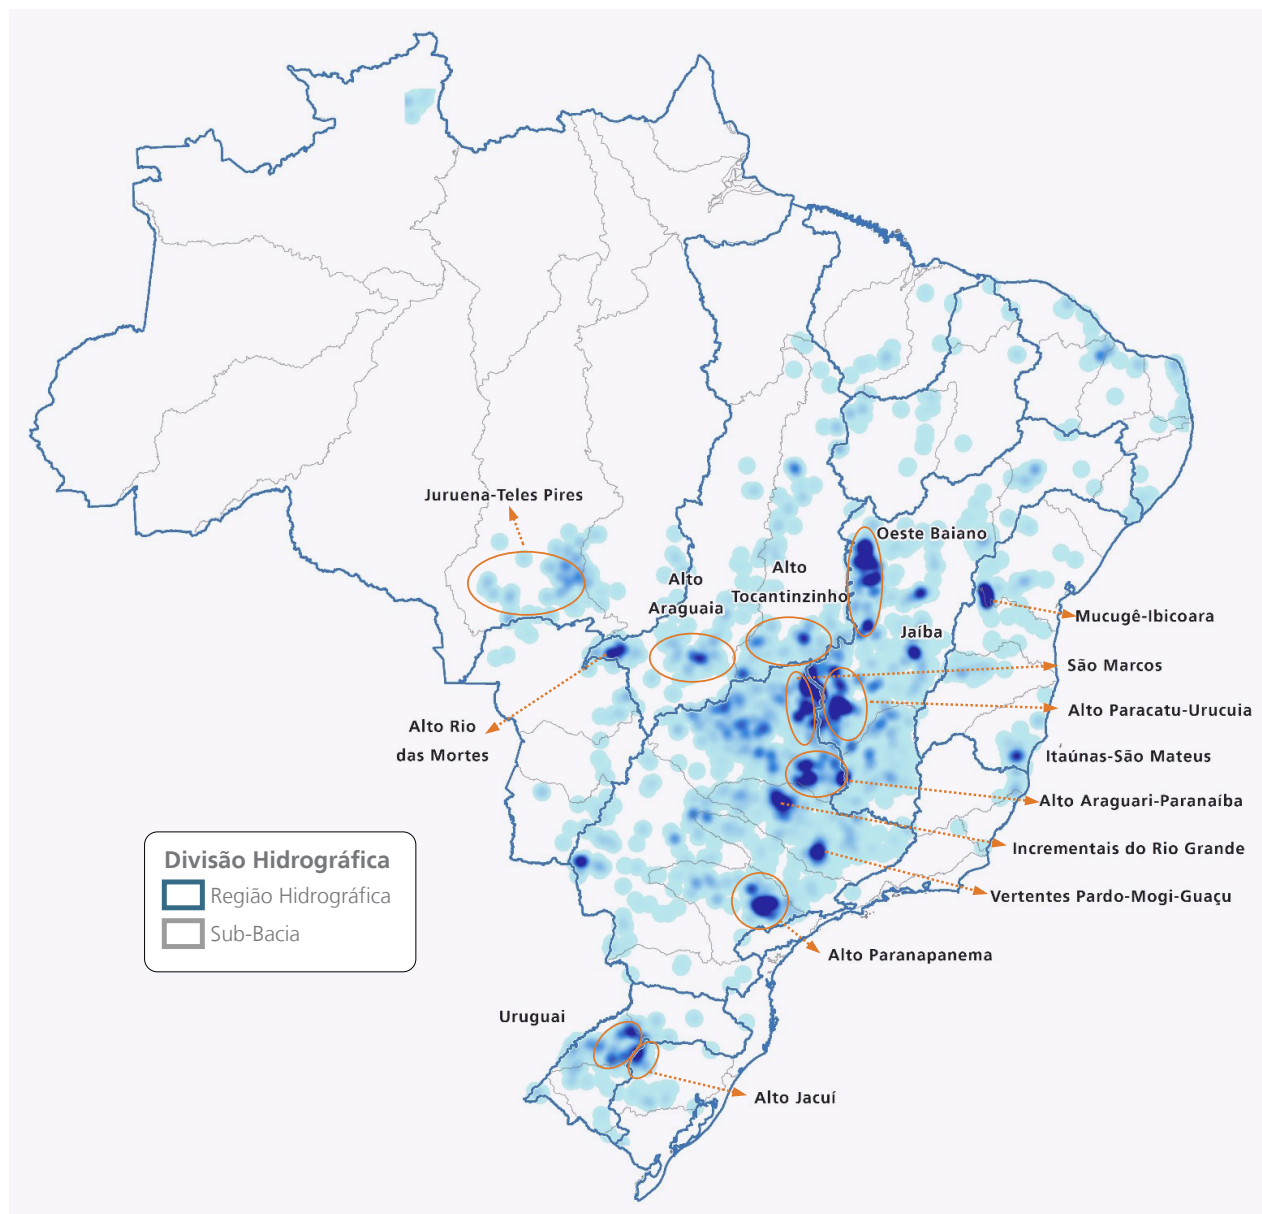 Juruena-Teles Pires
Oeste Baiano
Alto
Araguaia
Alto
Tocantinzinho
Mucugê-Ibicoara
Jaíba
São Marcos
Alto Paracatu-Urucuia
Alto Rio
das Mortes
Itaúnas-São Mateus
Alto Araguari-Paranaíba
Incrementais do Rio Grande
Vertentes Pardo-Mogi-Guaçu
Divisão Hidrográfica
Região Hidrográfica
Sub-Bacia
Alto Paranapanema
Uruguai
Alto Jacuí